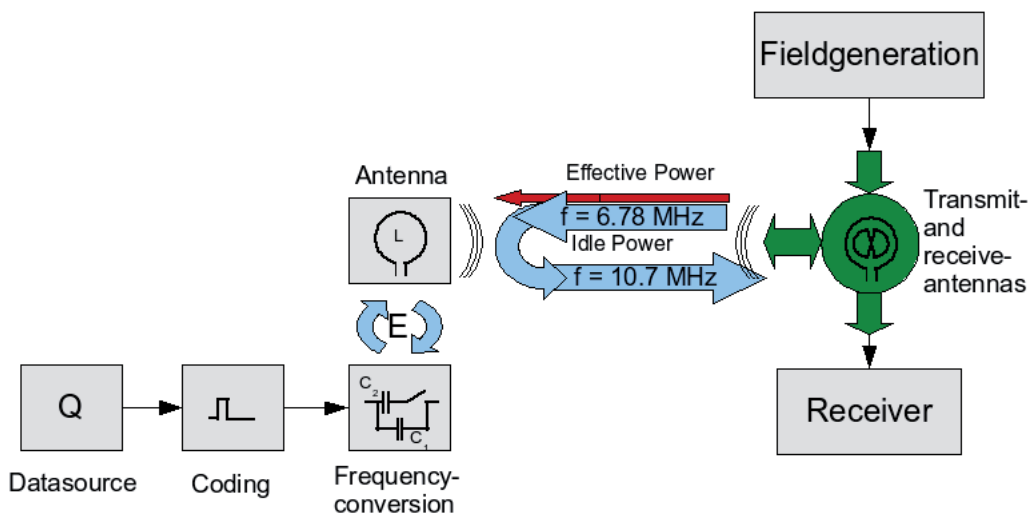 Fieldgeneration
Effective Power
f = 6.78 MHz
Idle Power
f = 10.7 MHz
Antenna
L
Transmit-
and
receive-
antennas
E
Q
C2
C1
Receiver
Datasource
Coding
Frequency-
conversion